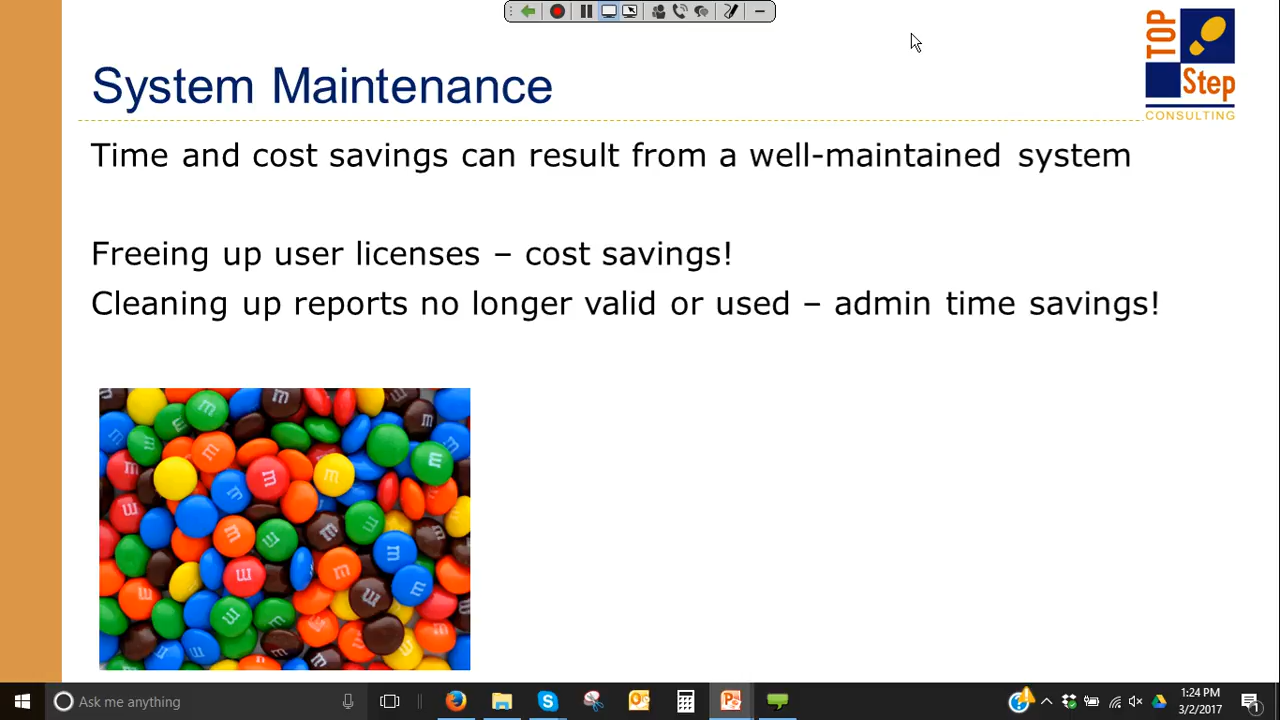 TOP
Step
CONSULTING
System Maintenance
Time and cost savings can result from a well-maintained system
Freeing up user licenses – cost savings!
Cleaning up reports no longer valid or used – admin time savings!
m
Ask me anything
1:24 PM
3/2/2017